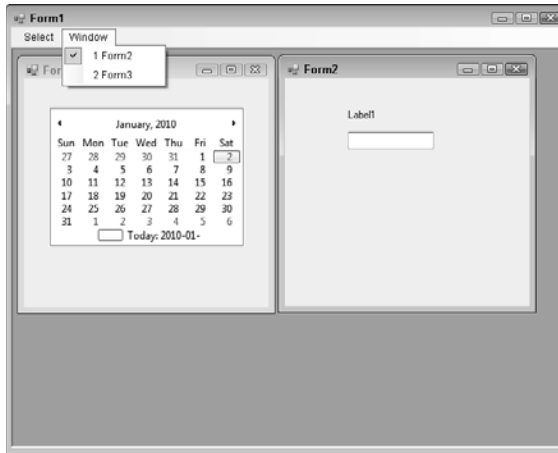 Form1
Select Window
1 Form2
2 Form3
For
Form2
Label1
January, 2010
Sun Mon Tue Wed Thu Fri Sat
27 28 29 30 31 1 2
3 4 5 6 7 8 9
10 11 12 13 14 15 16
17 18 19 20 21 22 23
24 25 26 27 28 29 30
31 1 2 3 4 5 6
Today: 2010-01-